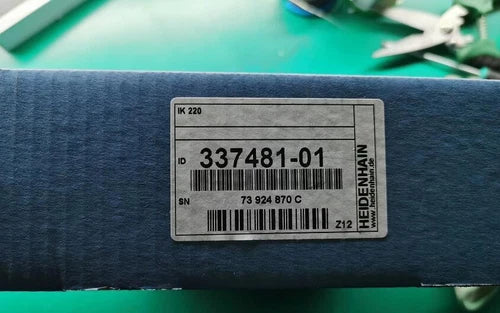 IK 220
ID 337481-01
SN 73 924 870 C
Z12
HEIDENHAIN
www.heidenhain.de